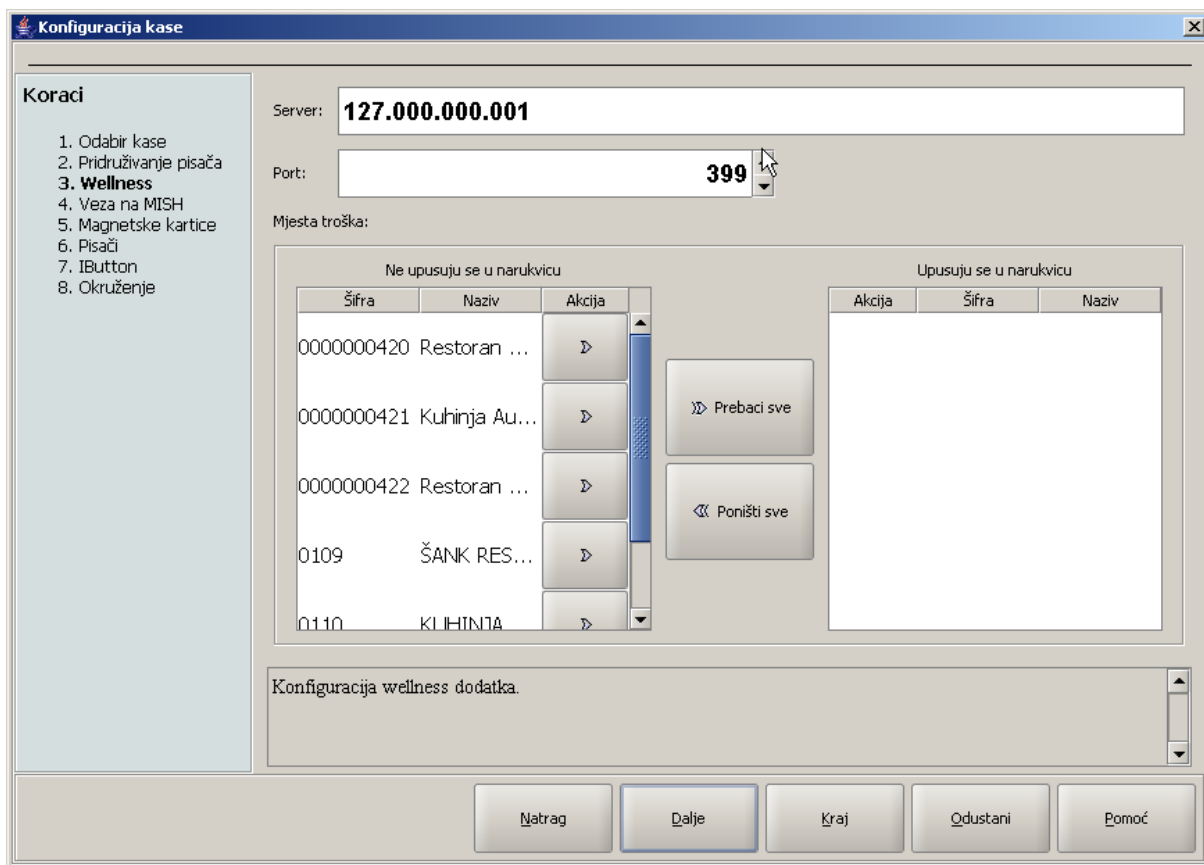 Konfiguracija kase
Koraci
1. Odabir kase
2. Pridruživanje pisača
3. Wellness
4. Veza na MISH
5. Magnetske kartice
6. Pisači
7. IButton
8. Okruženje
Server: 127.000.000.001
Port: 399
Mjesta troška:
Ne upusuju se u narukvicu
Šifra Naziv Akcija
0000000420 Restoran ...
0000000421 Kuhinja Au...
0000000422 Restoran ...
0109 ŠANK RES...
0110 KUHINJA
Prebaci sve
Poništi sve
Upusuju se u narukvicu
Akcija Šifra Naziv
Konfiguracija wellness dodatka.
Natrag Dalje Kraj Odustani Pomoć